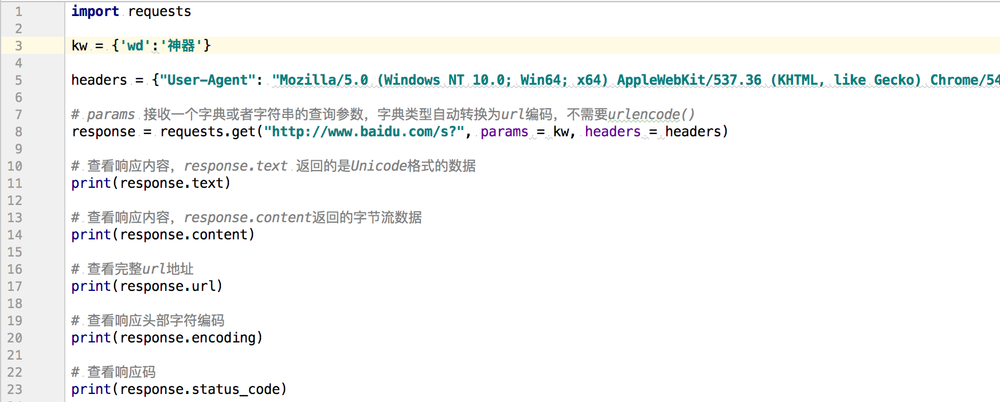 1 import requests
2
3 kw = {'wd':'神器'}
4
5 headers = {"User-Agent": "Mozilla/5.0 (Windows NT 10.0; Win64; x64) AppleWebKit/537.36 (KHTML, like Gecko) Chrome/54
6
7 # params 接收一个字典或者字符串的查询参数，字典类型自动转换为url编码，不需要urlencode()
8 response = requests.get("http://www.baidu.com/s?", params = kw, headers = headers)
9
10 # 查看响应内容，response.text 返回的是Unicode格式的数据
11 print(response.text)
12
13 # 查看响应内容，response.content返回的字节流数据
14 print(response.content)
15
16 # 查看完整url地址
17 print(response.url)
18
19 # 查看响应头部字符编码
20 print(response.encoding)
21
22 # 查看响应码
23 print(response.status_code)